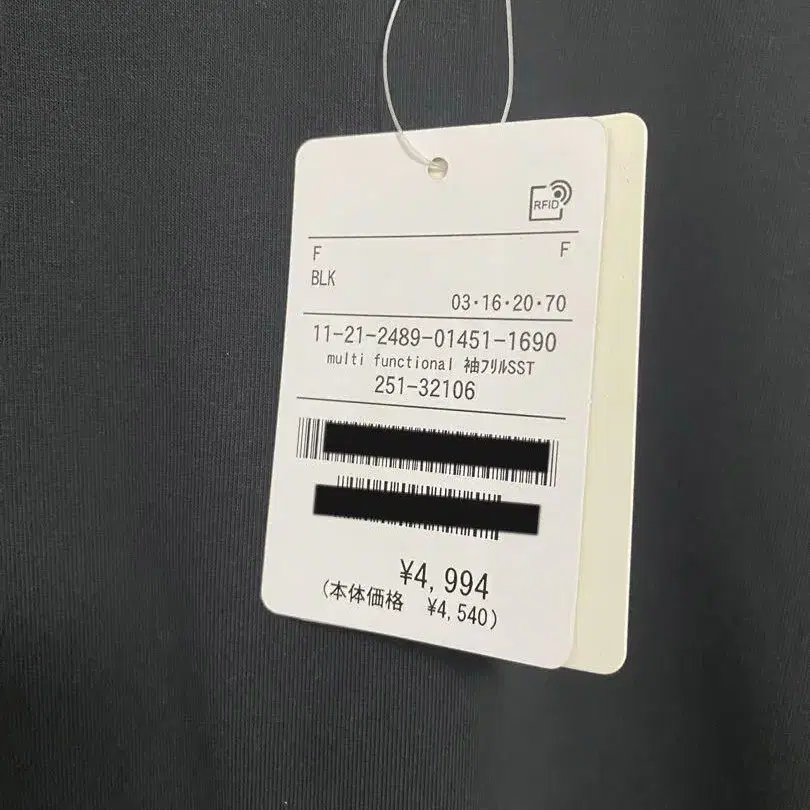 RFID
F F
BLK
03・16・20・70
11-21-2489-01451-1690
multi functional 袖ﾌﾘﾙSST
251-32106
¥4,994
(本体価格 ¥4,540)